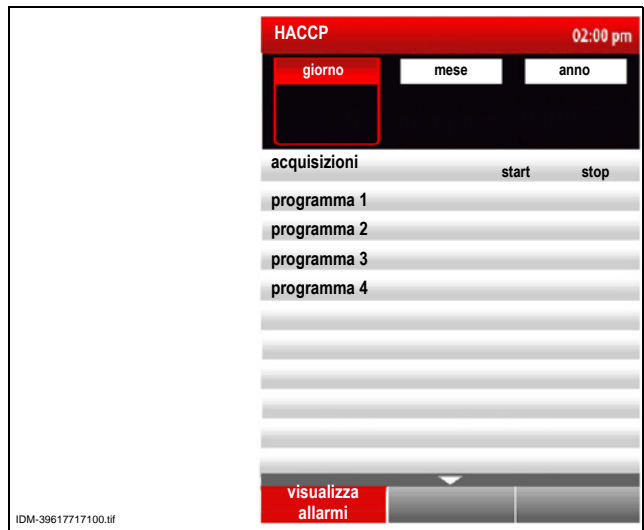 HACCP 02:00 pm
giorno mese anno
acquisizioni start stop
programma 1
programma 2
programma 3
programma 4
visualizza
allarmi
IDM-39617717100.tif